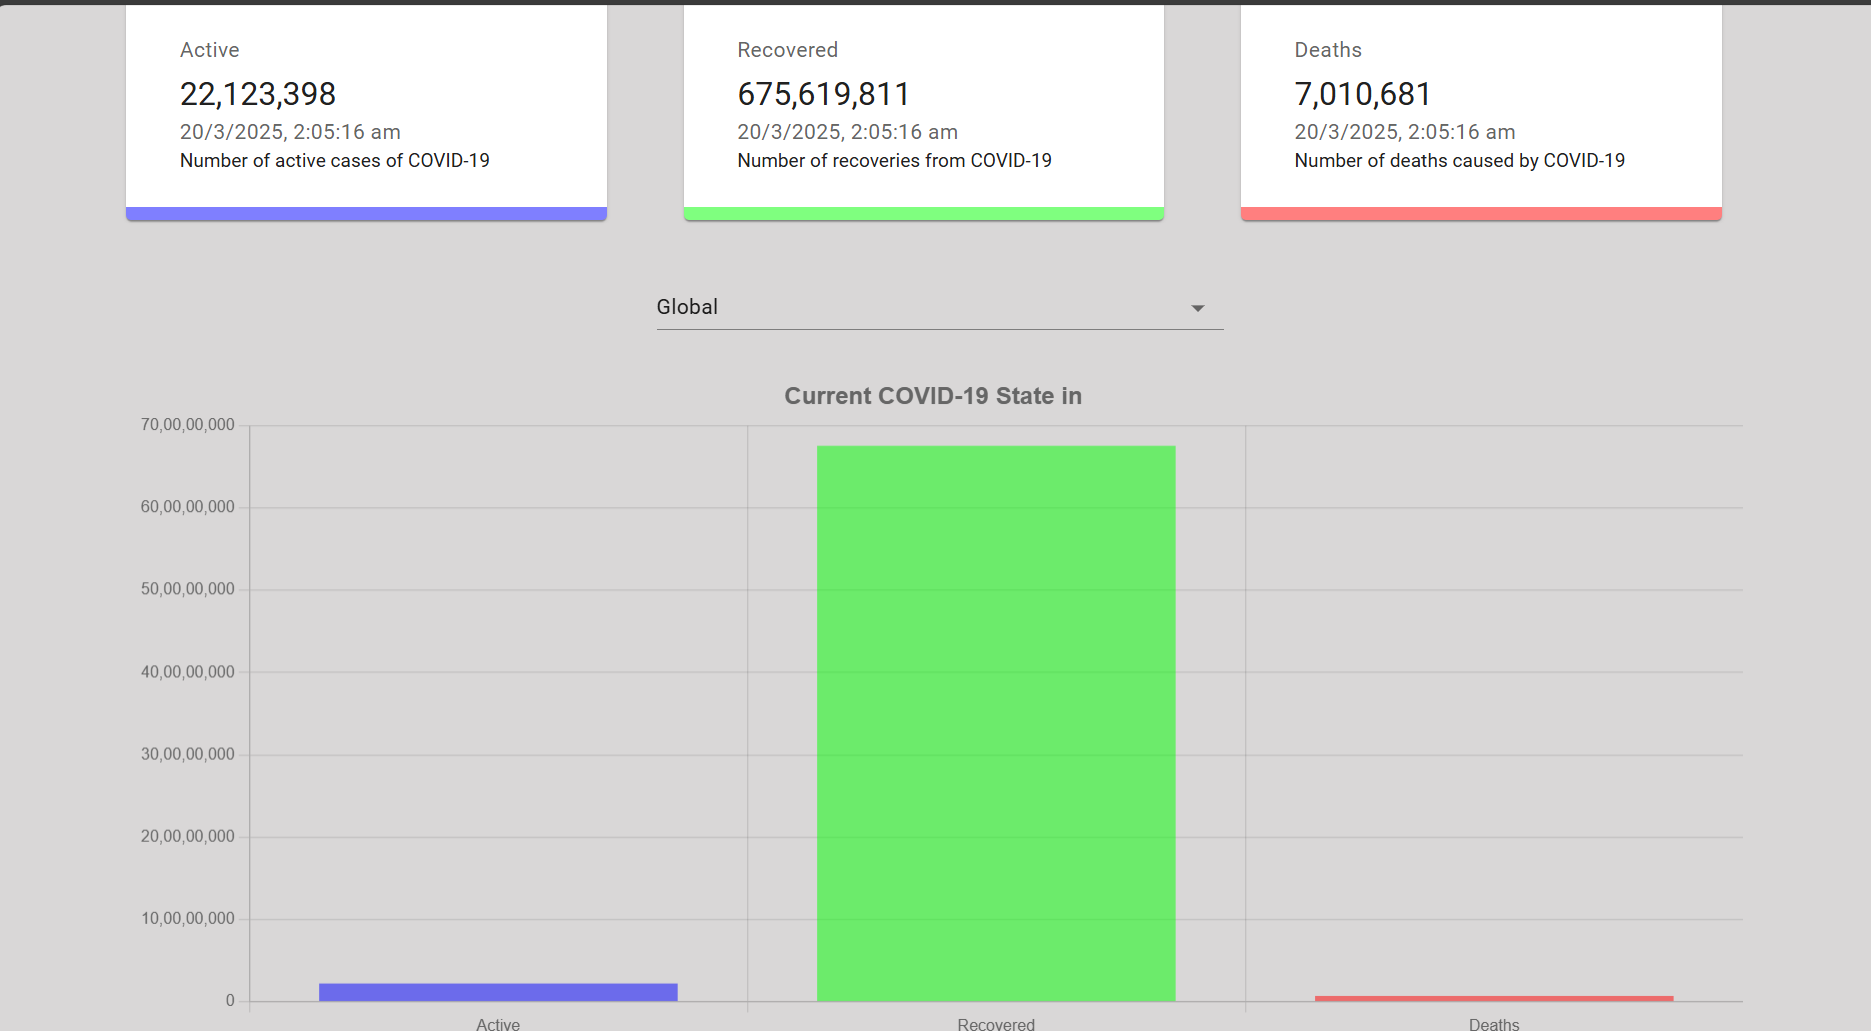 Active
22,123,398
20/3/2025, 2:05:16 am
Number of active cases of COVID-19
Recovered
675,619,811
20/3/2025, 2:05:16 am
Number of recoveries from COVID-19
Deaths
7,010,681
20/3/2025, 2:05:16 am
Number of deaths caused by COVID-19
Global
Current COVID-19 State in
70,00,00,000
60,00,00,000
50,00,00,000
40,00,00,000
30,00,00,000
20,00,00,000
10,00,00,000
0
Active
Recovered
Deaths